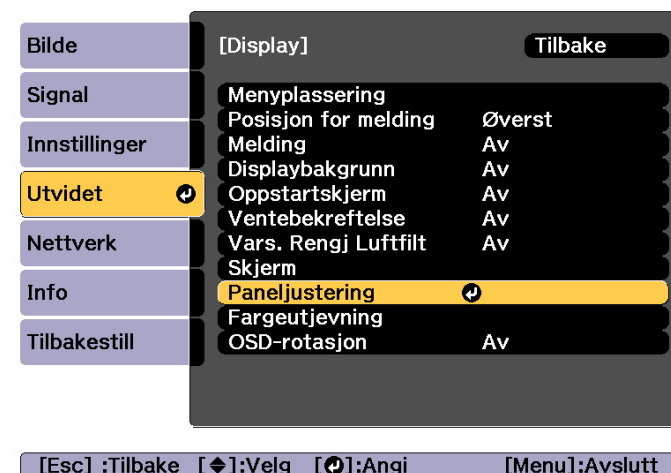 Bilde
Signal
Innstillinger
Utvidet
Nettverk
Info
Tilbakestill
[Display] Tilbake
Menyplassering
Posisjon for melding Øverst
Melding Av
Displaybakgrunn Av
Oppstartskjerm Av
Ventebekreftelse Av
Vars. Rengj Luftfilt Av
Skjerm
Paneljustering
Fargeutjevning
OSD-rotasjon Av
[Esc] :Tilbake [◆]:Velg [⏎]:Angi [Menu]:Avslutt